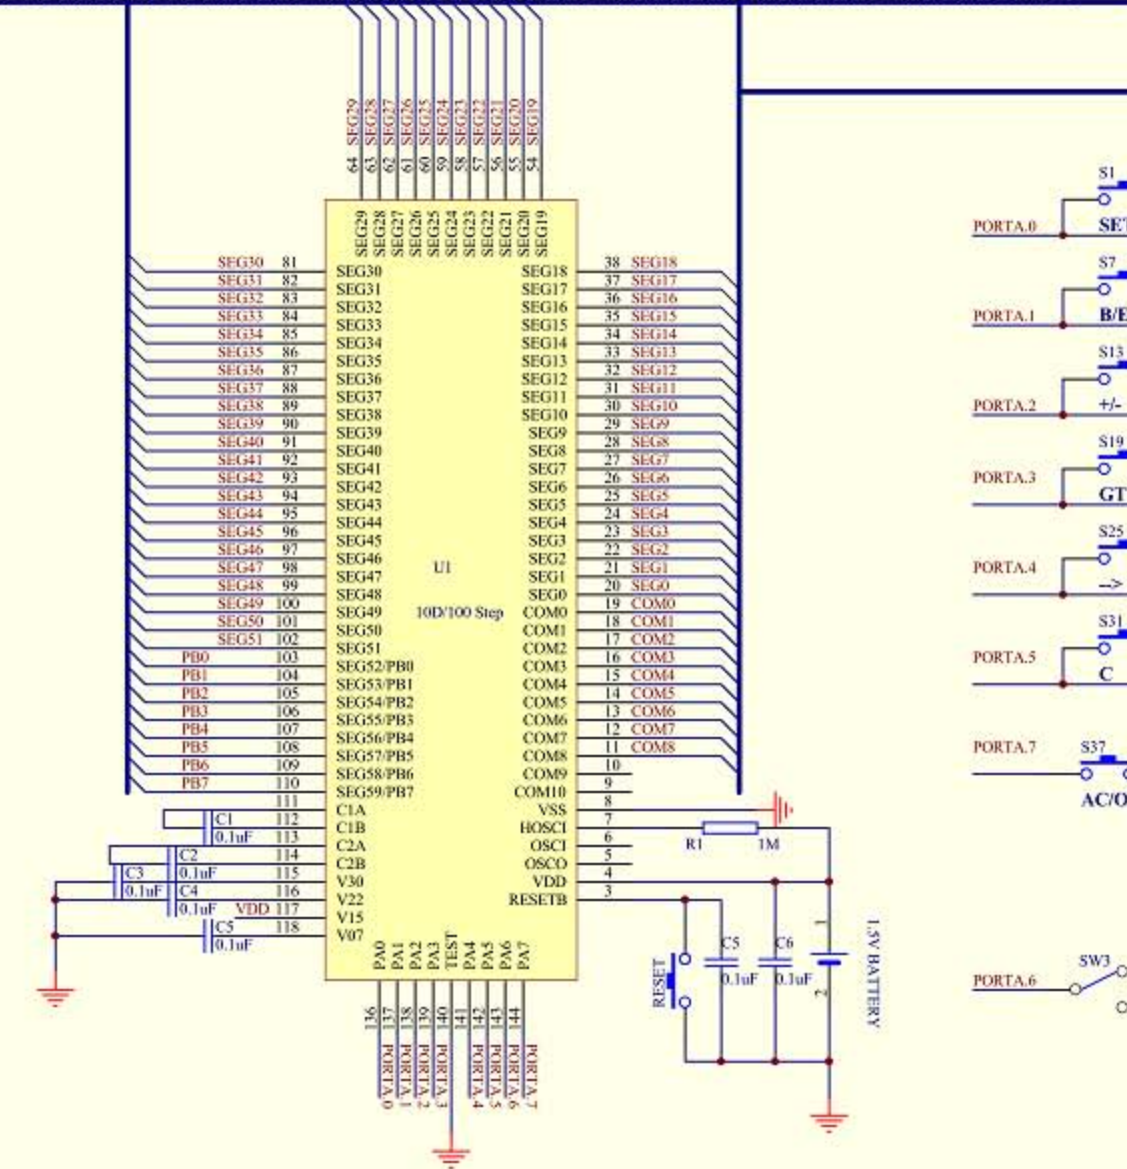 64 SEG29
63 SEG28
62 SEG27
61 SEG26
60 SEG25
59 SEG24
58 SEG23
57 SEG22
56 SEG21
55 SEG20
54 SEG19
SEG29
SEG28
SEG27
SEG26
SEG25
SEG24
SEG23
SEG22
SEG21
SEG20
SEG19
SEG30 81 SEG30 SEG18 38 SEG18
SEG31 82 SEG31 SEG17 37 SEG17
SEG32 83 SEG32 SEG16 36 SEG16
SEG33 84 SEG33 SEG15 35 SEG15
SEG34 85 SEG34 SEG14 34 SEG14
SEG35 86 SEG35 SEG13 33 SEG13
SEG36 87 SEG36 SEG12 32 SEG12
SEG37 88 SEG37 SEG11 31 SEG11
SEG38 89 SEG38 SEG10 30 SEG10
SEG39 90 SEG39 SEG9 29 SEG9
SEG40 91 SEG40 SEG8 28 SEG8
SEG41 92 SEG41 SEG7 27 SEG7
SEG42 93 SEG42 SEG6 26 SEG6
SEG43 94 SEG43 SEG5 25 SEG5
SEG44 95 SEG44 SEG4 24 SEG4
SEG45 96 SEG45 SEG3 23 SEG3
SEG46 97 SEG46 SEG2 22 SEG2
SEG47 98 SEG47 SEG1 21 SEG1
SEG48 99 SEG48 SEG0 20 SEG0
SEG49 100 SEG49 COM0 19 COM0
SEG50 101 SEG50 COM1 18 COM1
SEG51 102 SEG51 COM2 17 COM2
PB0 103 SEG52/PB0 COM3 16 COM3
PB1 104 SEG53/PB1 COM4 15 COM4
PB2 105 SEG54/PB2 COM5 14 COM5
PB3 106 SEG55/PB3 COM6 13 COM6
PB4 107 SEG56/PB4 COM7 12 COM7
PB5 108 SEG57/PB5 COM8 11 COM8
PB6 109 SEG58/PB6 COM9 10
PB7 110 SEG59/PB7 COM10 9
111 C1A VSS 8
C1 112 C1B HOSCI 7
0.1uF 113 C2A OSCI 6
C2 114 C2B OSCO 5
C3 0.1uF 115 V30 VDD 4
0.1uF C4 116 V22 RESETB 3
0.1uF VDD 117 V15
C5 118 V07
0.1uF
U1
10D/100 Step
R1 1M
PA0
PA1
PA2
PA3
TEST
PA4
PA5
PA6
PA7
136
137
138
139
140
141
142
143
144
PORTA.0
PORTA.1
PORTA.2
PORTA.3
PORTA.4
PORTA.5
PORTA.6
PORTA.7
RESET
C5
0.1uF
C6
0.1uF
1
2
1.5V BATTERY
S1
PORTA.0 SET
S7
PORTA.1 B/E
S13
PORTA.2 +/-
S19
PORTA.3 GT
S25
PORTA.4 -->
S31
PORTA.5 C
PORTA.7 S37
AC/O
SW3
PORTA.6